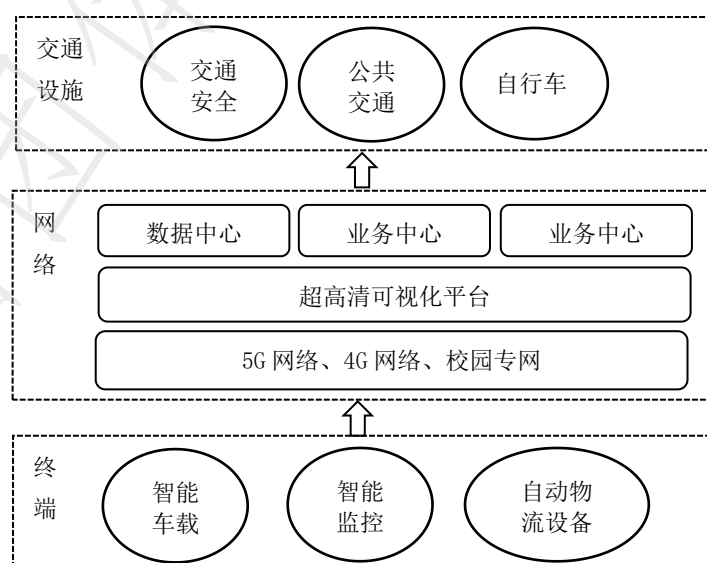 交通
设施
交通
安全
公共
交通
自行车
网
络
数据中心
业务中心
业务中心
超高清可视化平台
5G 网络、4G 网络、校园专网
终
端
智能
车载
智能
监控
自动物
流设备